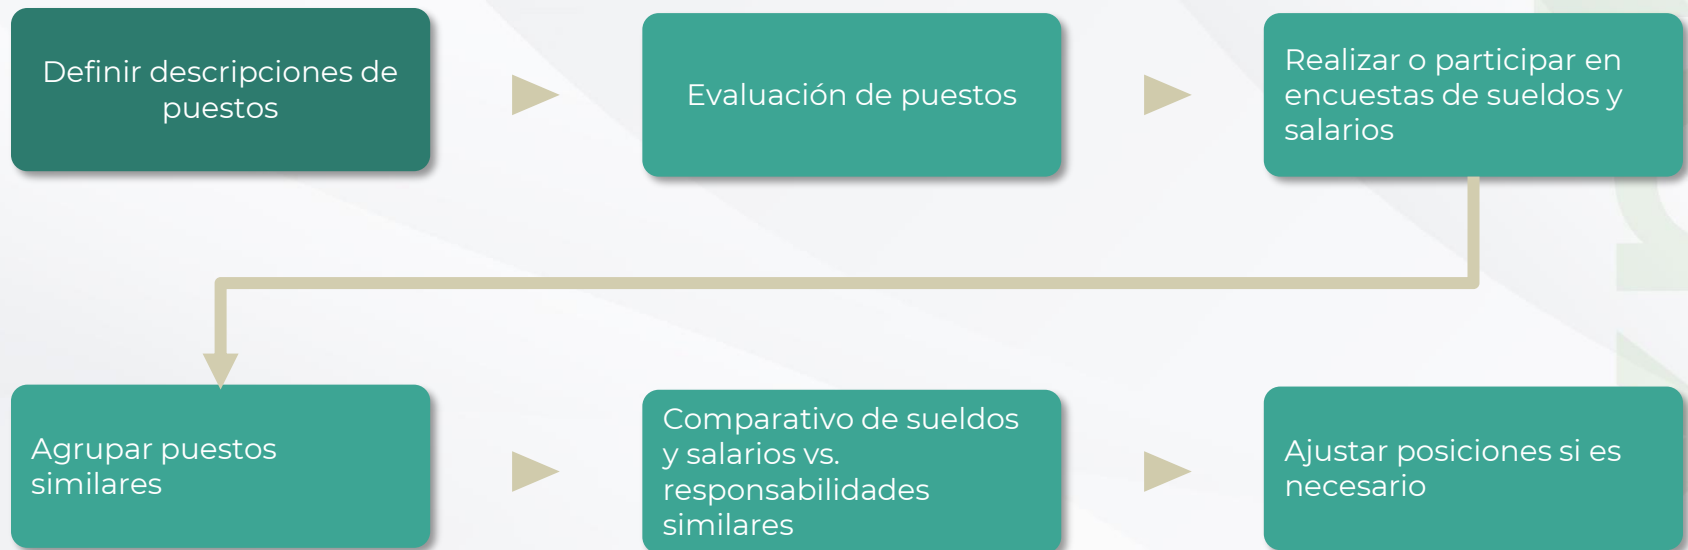 Definir descripciones de
puestos
Evaluación de puestos
Realizar o participar en
encuestas de sueldos y
salarios
Agrupar puestos
similares
Comparativo de sueldos
y salarios vs.
responsabilidades
similares
Ajustar posiciones si es
necesario